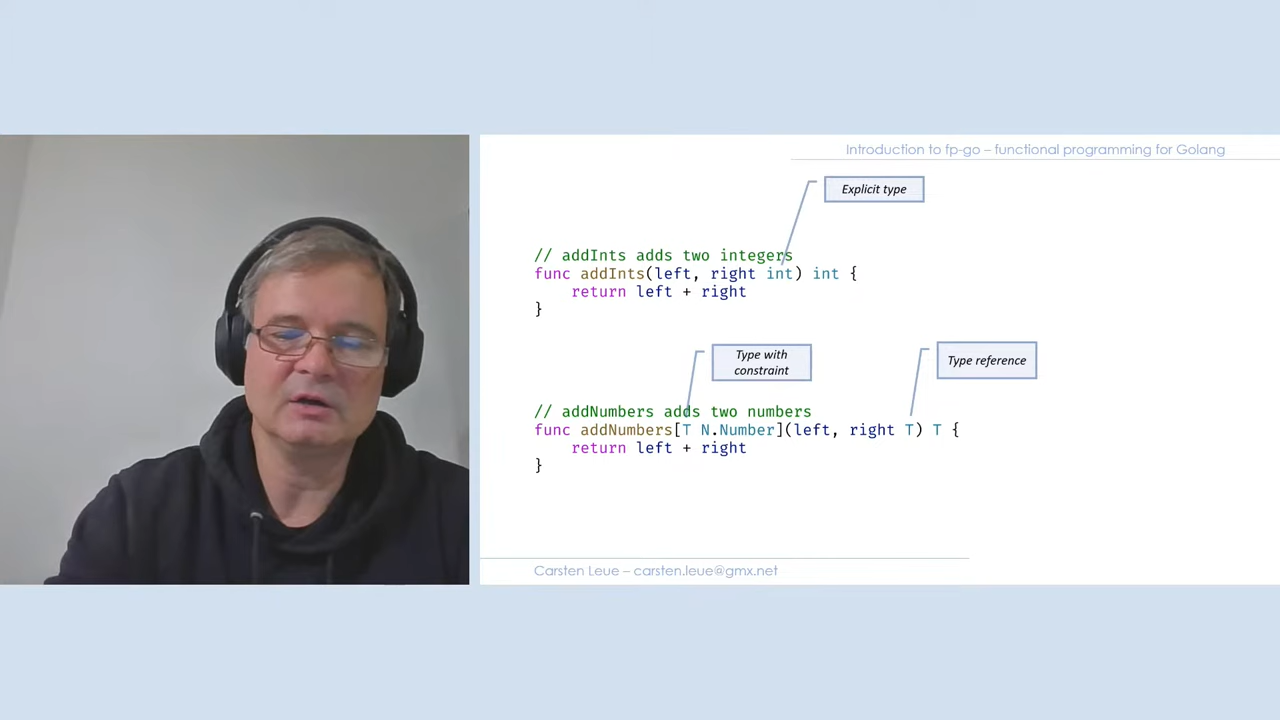 Introduction to fp-go – functional programming for Golang
Explicit type
// addInts adds two integers
func addInts(left, right int) int {
    return left + right
}
Type with
constraint
Type reference
// addNumbers adds two numbers
func addNumbers[T N.Number](left, right T) T {
    return left + right
}
Carsten Leue – carsten.leue@gmx.net